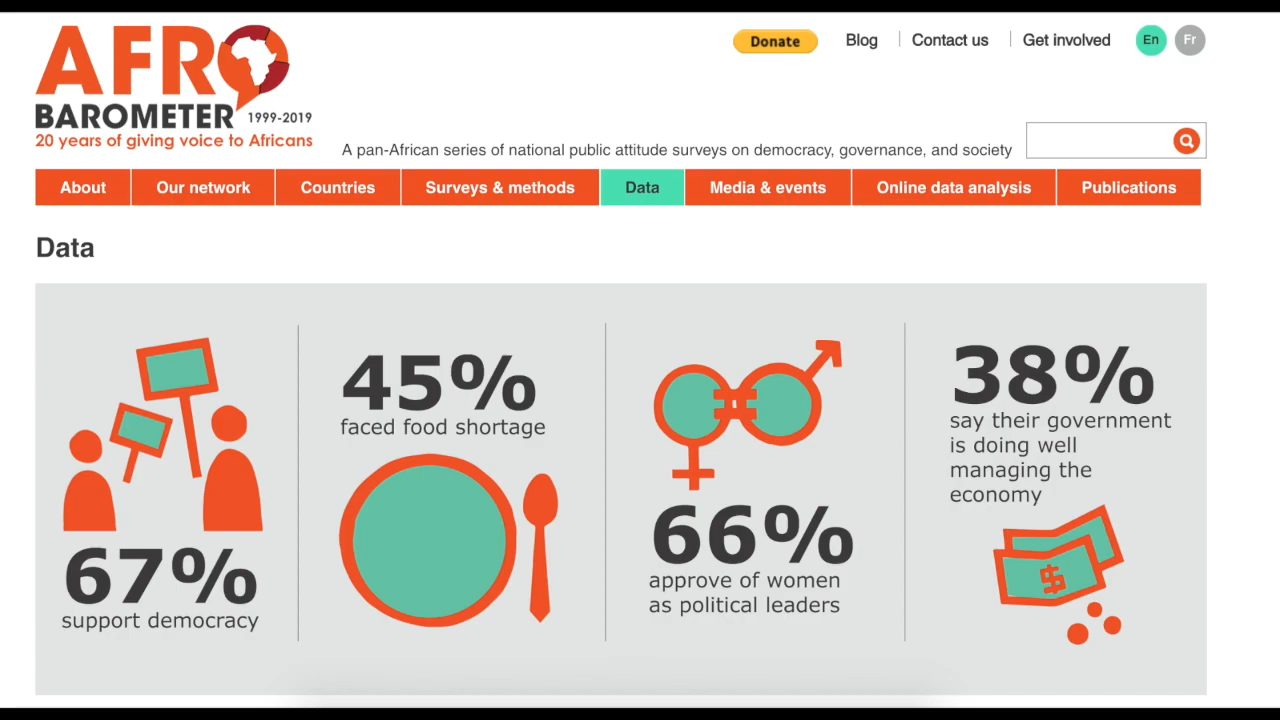 AFRO
BAROMETER 1999-2019
20 years of giving voice to Africans
Donate
Blog
Contact us
Get involved
En
Fr
A pan-African series of national public attitude surveys on democracy, governance, and society
About
Our network
Countries
Surveys & methods
Data
Media & events
Online data analysis
Publications
Data
67%
support democracy
45%
faced food shortage
66%
approve of women
as political leaders
38%
say their government
is doing well
managing the
economy
$